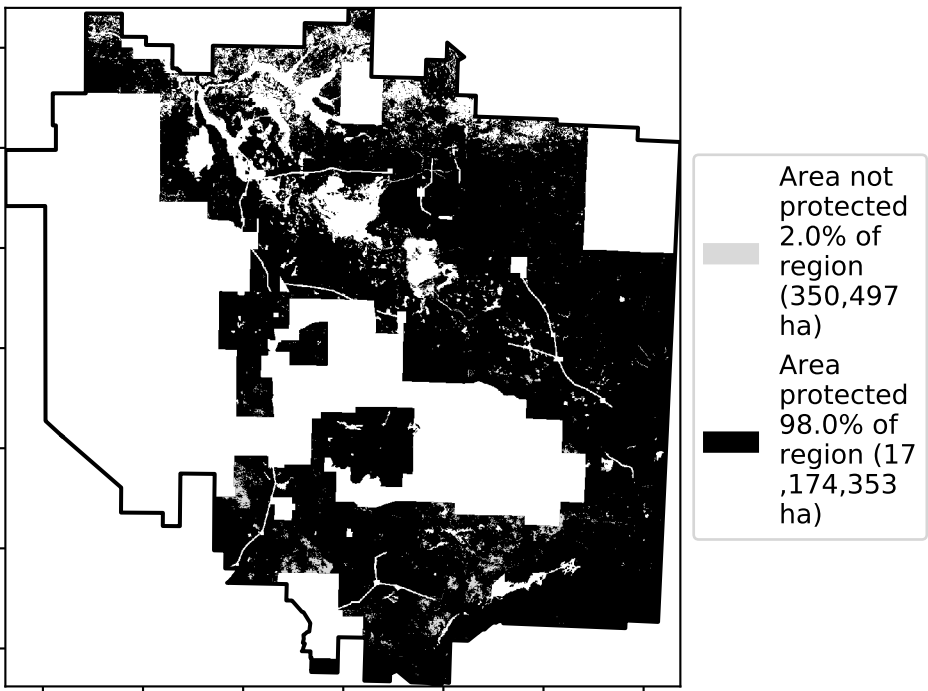 Area not
protected
2.0% of
region
(350,497
ha)
Area
protected
98.0% of
region (17
,174,353
ha)